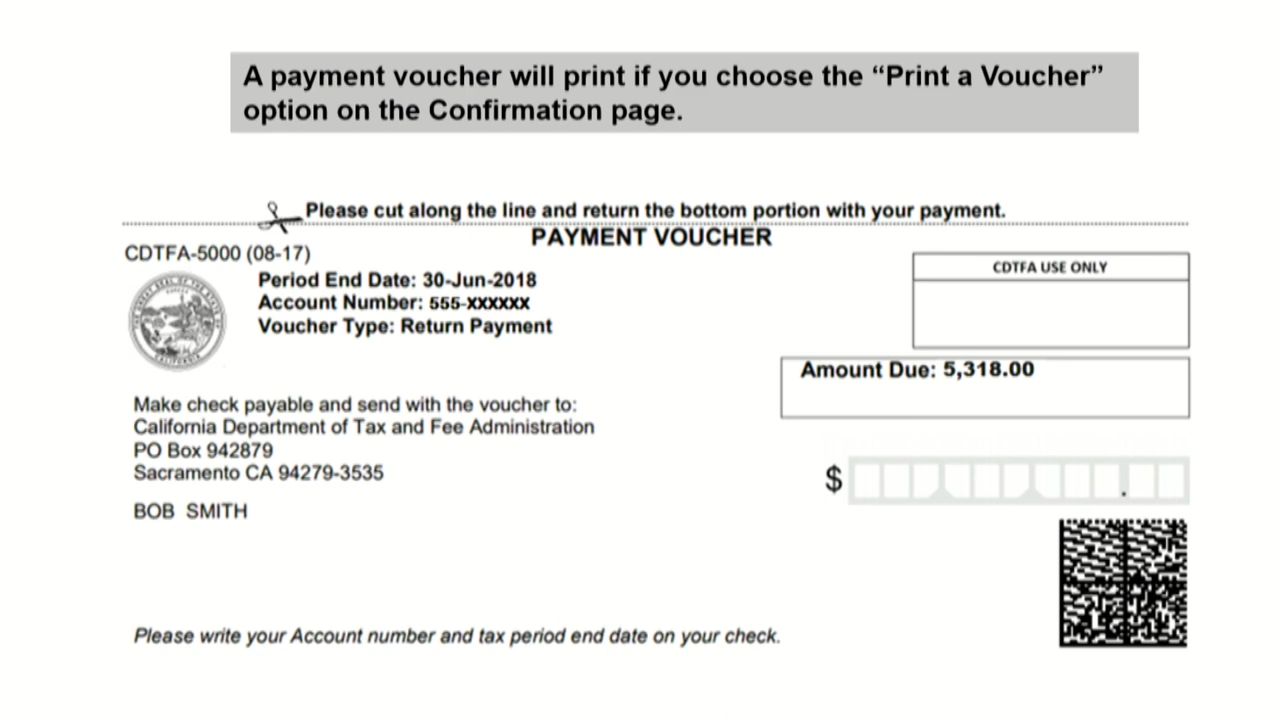 A payment voucher will print if you choose the “Print a Voucher”
option on the Confirmation page.
Please cut along the line and return the bottom portion with your payment.
PAYMENT VOUCHER
CDTFA-5000 (08-17)
CDTFA USE ONLY
Period End Date: 30-Jun-2018
Account Number: 555-xxxxxx
Voucher Type: Return Payment
Amount Due: 5,318.00
Make check payable and send with the voucher to:
California Department of Tax and Fee Administration
PO Box 942879
Sacramento CA 94279-3535
$ .
BOB SMITH
Please write your Account number and tax period end date on your check.